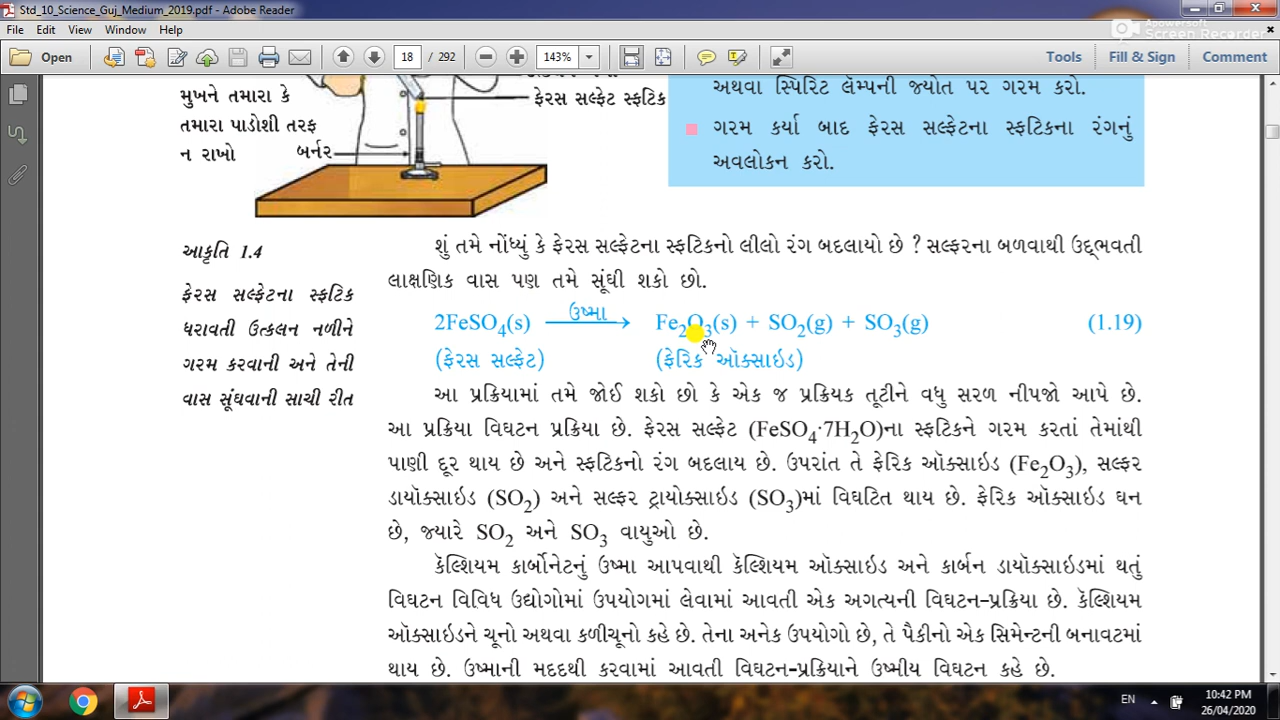 Std_10_Science_Guj_Medium_2019.pdf - Adobe Reader
Apowersoft
Screen Recorder
File Edit View Window Help
Open 18 / 292 143% Tools Fill & Sign Comment
મુખને તમારા કે
તમારા પાડોશી તરફ
ન રાખો
બર્નર
ફેરસ સલ્ફેટ સ્ફટિક
અથવા સ્પિરિટ લૅમ્પની જ્યોત પર ગરમ કરો.
ગરમ કર્યા બાદ ફેરસ સલ્ફેટના સ્ફટિકના રંગનું
અવલોકન કરો.
આકૃતિ 1.4
ફેરસ સલ્ફેટના સ્ફટિક
ધરાવતી ઉત્કલન નળીને
ગરમ કરવાની અને તેની
વાસ સૂંઘવાની સાચી રીત
શું તમે નોંધ્યું કે ફેરસ સલ્ફેટના સ્ફટિકનો લીલો રંગ બદલાયો છે ? સલ્ફરના બળવાથી ઉદ્ભવતી
લાક્ષણિક વાસ પણ તમે સૂંઘી શકો છો.
2FeSO₄(s) ઉષ્મા → Fe₂O₃(s) + SO₂(g) + SO₃(g) (1.19)
(ફેરસ સલ્ફેટ) (ફેરિક ઑક્સાઇડ)
આ પ્રક્રિયામાં તમે જોઈ શકો છો કે એક જ પ્રક્રિયક તૂટીને વધુ સરળ નીપજો આપે છે.
આ પ્રક્રિયા વિઘટન પ્રક્રિયા છે. ફેરસ સલ્ફેટ (FeSO₄·7H₂O)ના સ્ફટિકને ગરમ કરતાં તેમાંથી
પાણી દૂર થાય છે અને સ્ફટિકનો રંગ બદલાય છે. ઉપરાંત તે ફેરિક ઑક્સાઇડ (Fe₂O₃), સલ્ફર
ડાયૉક્સાઇડ (SO₂) અને સલ્ફર ટ્રાયોક્સાઇડ (SO₃)માં વિઘટિત થાય છે. ફેરિક ઑક્સાઇડ ઘન
છે, જ્યારે SO₂ અને SO₃ વાયુઓ છે.
કૅલ્શિયમ કાર્બોનેટનું ઉષ્મા આપવાથી કૅલ્શિયમ ઑક્સાઇડ અને કાર્બન ડાયૉક્સાઇડમાં થતું
વિઘટન વિવિધ ઉદ્યોગોમાં ઉપયોગમાં લેવામાં આવતી એક અગત્યની વિઘટન-પ્રક્રિયા છે. કૅલ્શિયમ
ઑક્સાઇડને ચૂનો અથવા કળીચૂનો કહે છે. તેના અનેક ઉપયોગો છે, તે પૈકીનો એક સિમેન્ટની બનાવટમાં
થાય છે. ઉષ્માની મદદથી કરવામાં આવતી વિઘટન-પ્રક્રિયાને ઉષ્મીય વિઘટન કહે છે.
EN
10:42 PM
26/04/2020